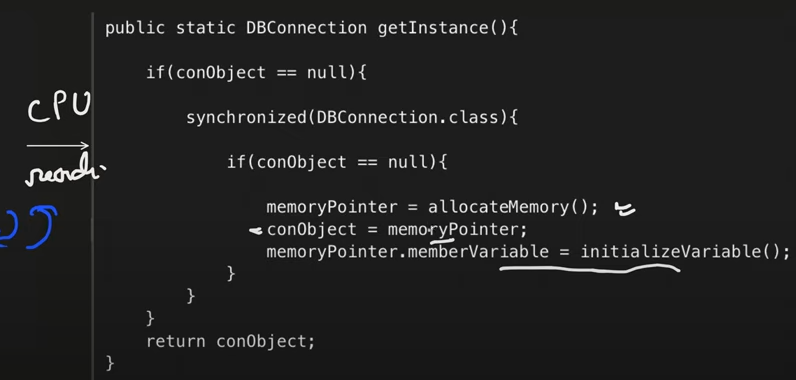 public static DBConnection getInstance(){
if(conObject == null){
CPU
synchronized(DBConnection.class){
if(conObject == null){
memoryPointer = allocateMemory();
conObject = memoryPointer;
memoryPointer.memberVariable = initializeVariable();
}
}
}
return conObject;
}